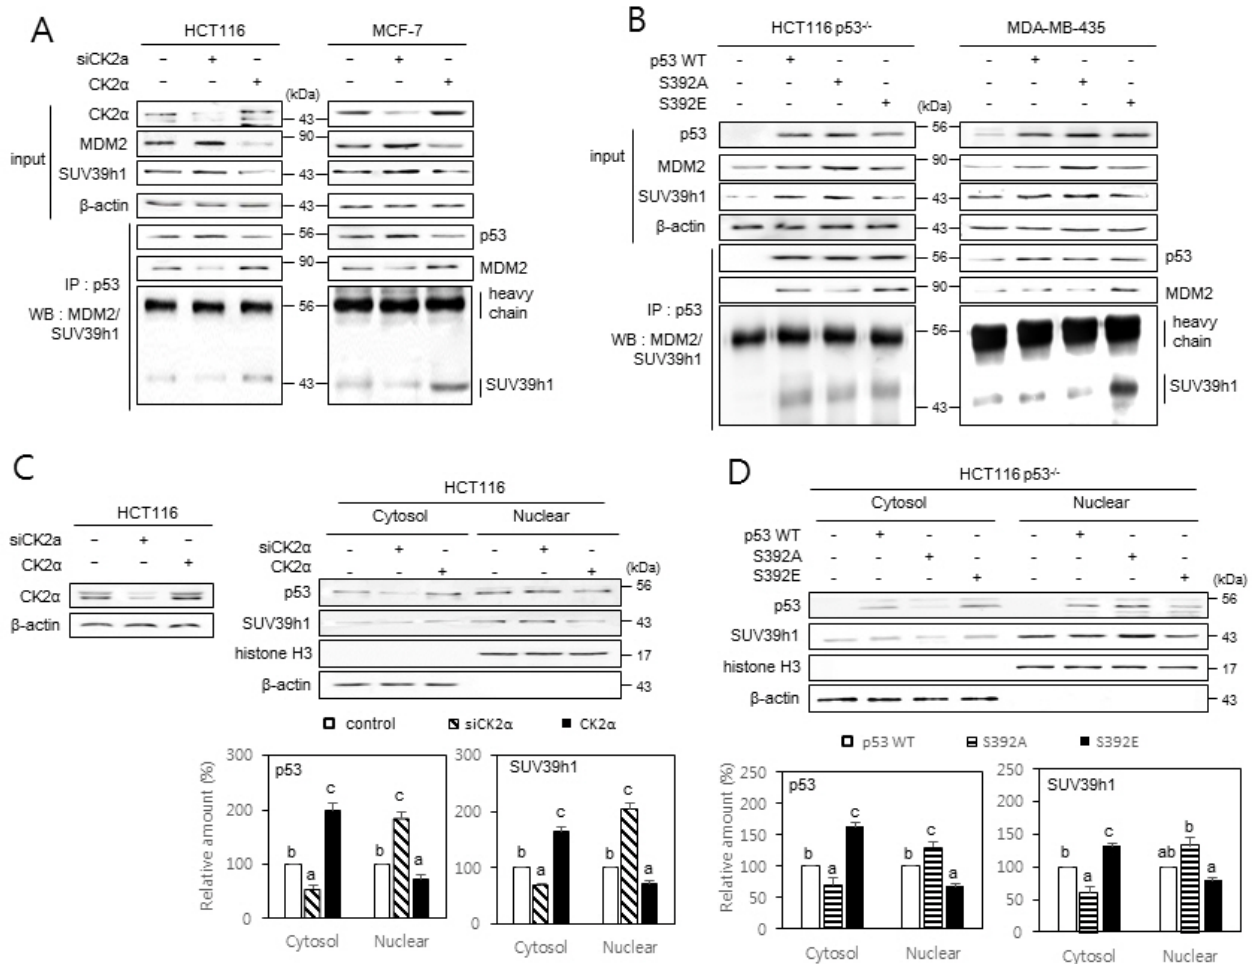 A
HCT116 MCF-7
siCK2a - + - - + -
CK2α - - + - - +
(kDa)
input
CK2α 43
MDM2 90
SUV39h1 43
β-actin 43
56 p53
90 MDM2
IP : p53
WB : MDM2/
SUV39h1
56 heavy
chain
43 SUV39h1
B
HCT116 p53-/- MDA-MB-435
p53 WT - + - - - + - -
S392A - - + - - - + -
S392E - - - + - - - +
(kDa)
input
p53 56
MDM2 90
SUV39h1 43
β-actin 43
56 p53
90 MDM2
IP : p53
WB : MDM2/
SUV39h1
56 heavy
chain
43 SUV39h1
C
HCT116
siCK2a - + -
CK2α - - +
CK2α
β-actin
HCT116
Cytosol Nuclear
siCK2α - + - - + -
CK2α - - + - - +
(kDa)
p53 56
SUV39h1 43
histone H3 17
β-actin 43
control siCK2α CK2α
Relative amount (%)
300
200
100
0
p53
b a c b c a
Cytosol Nuclear
300
200
100
0
SUV39h1
b a c b c a
Cytosol Nuclear
D
HCT116 p53-/-
Cytosol Nuclear
p53 WT - + - - - + - -
S392A - - + - - - + -
S392E - - - + - - - +
(kDa)
p53 56
SUV39h1 43
histone H3 17
β-actin 43
p53 WT S392A S392E
Relative amount (%)
250
200
150
100
50
0
p53
b a c b c a
Cytosol Nuclear
250
200
150
100
50
0
SUV39h1
b a c ab b a
Cytosol Nuclear